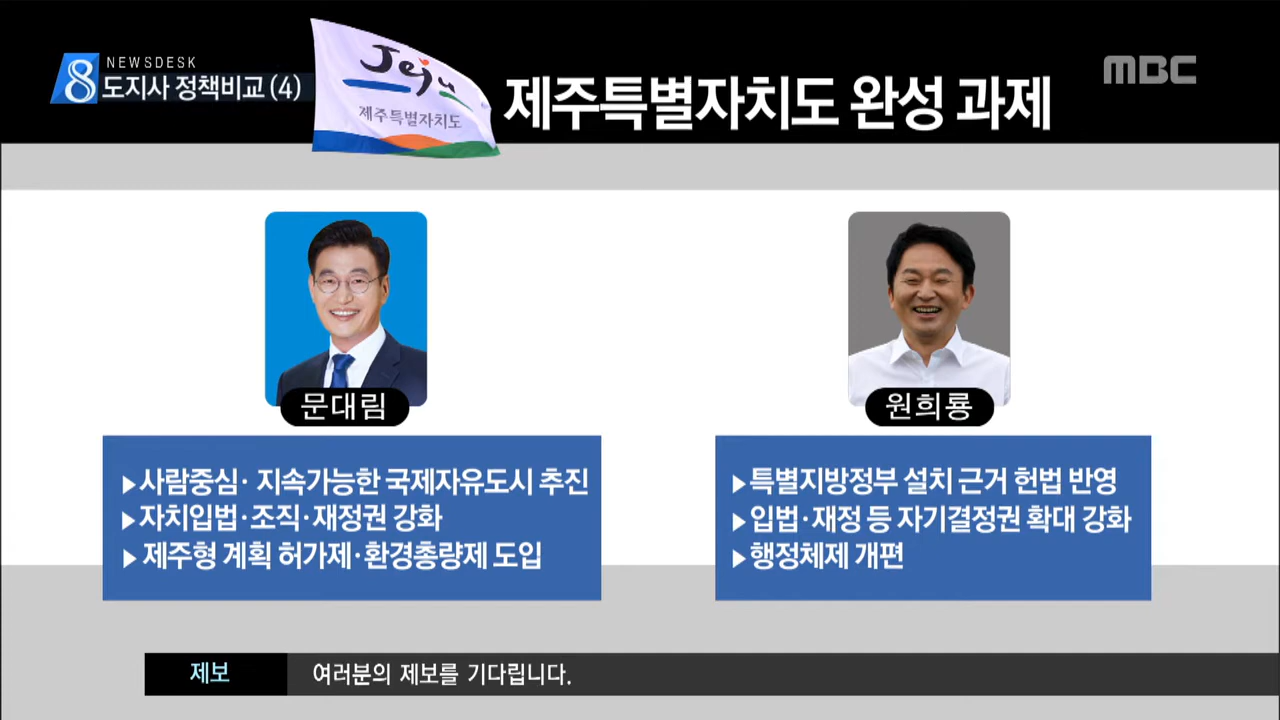 8 NEWSDESK
도지사 정책비교 (4)
Jeju
제주특별자치도
제주특별자치도 완성 과제
MBC
문대림
▶사람중심· 지속가능한 국제자유도시 추진
▶자치입법·조직·재정권 강화
▶제주형 계획 허가제·환경총량제 도입
원희룡
▶특별지방정부 설치 근거 헌법 반영
▶입법·재정 등 자기결정권 확대 강화
▶행정체제 개편
제보
여러분의 제보를 기다립니다.